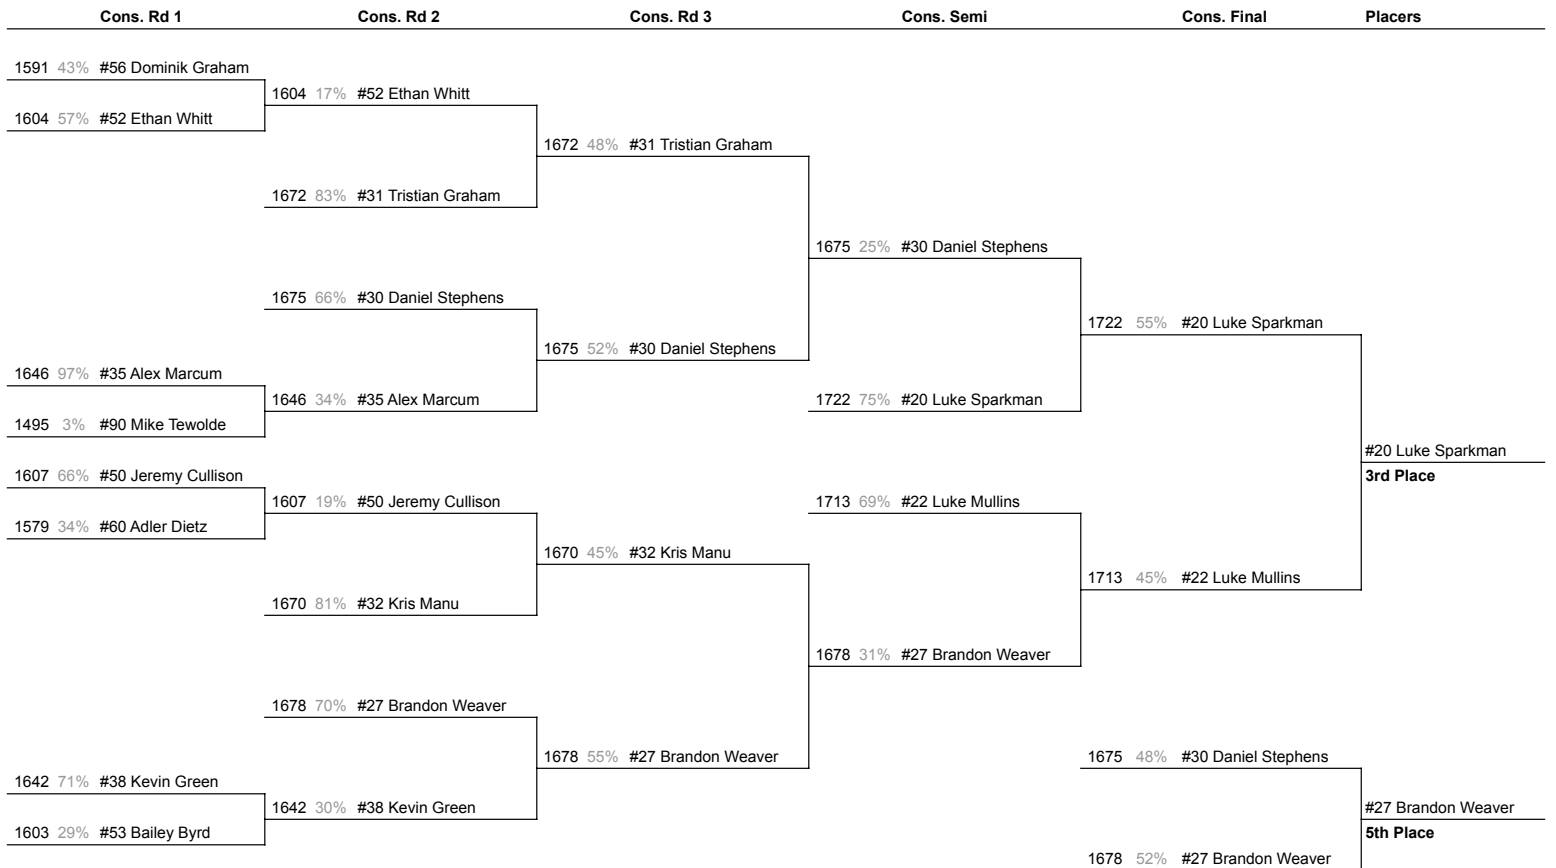 Cons. Rd 1 Cons. Rd 2 Cons. Rd 3 Cons. Semi Cons. Final Placers
1591 43% #56 Dominik Graham
1604 17% #52 Ethan Whitt
1604 57% #52 Ethan Whitt
1672 48% #31 Tristian Graham
1672 83% #31 Tristian Graham
1675 25% #30 Daniel Stephens
1675 66% #30 Daniel Stephens
1722 55% #20 Luke Sparkman
1675 52% #30 Daniel Stephens
1646 97% #35 Alex Marcum
1646 34% #35 Alex Marcum 1722 75% #20 Luke Sparkman
1495 3% #90 Mike Tewolde
#20 Luke Sparkman
1607 66% #50 Jeremy Cullison 3rd Place
1607 19% #50 Jeremy Cullison 1713 69% #22 Luke Mullins
1579 34% #60 Adler Dietz
1670 45% #32 Kris Manu
1713 45% #22 Luke Mullins
1670 81% #32 Kris Manu
1678 31% #27 Brandon Weaver
1678 70% #27 Brandon Weaver
1678 55% #27 Brandon Weaver 1675 48% #30 Daniel Stephens
1642 71% #38 Kevin Green
1642 30% #38 Kevin Green #27 Brandon Weaver
1603 29% #53 Bailey Byrd 5th Place
1678 52% #27 Brandon Weaver